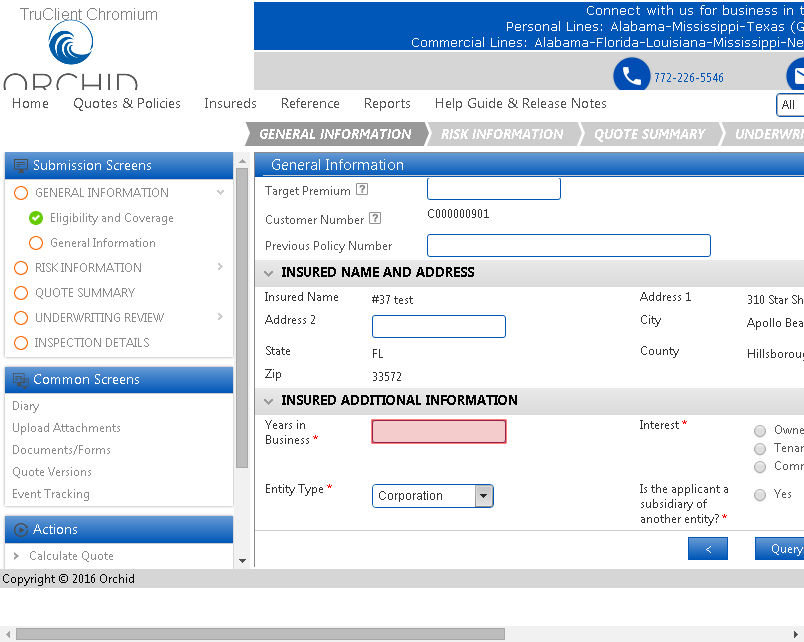 TruClient Chromium
ORCHID
Connect with us for business in t
Personal Lines: Alabama-Mississippi-Texas (G
Commercial Lines: Alabama-Florida-Louisiana-Mississippi-Ne
772-226-5546
Home Quotes & Policies Insureds Reference Reports Help Guide & Release Notes All
GENERAL INFORMATION RISK INFORMATION QUOTE SUMMARY UNDERWRI
Submission Screens
GENERAL INFORMATION
Eligibility and Coverage
General Information
RISK INFORMATION
QUOTE SUMMARY
UNDERWRITING REVIEW
INSPECTION DETAILS
Common Screens
Diary
Upload Attachments
Documents/Forms
Quote Versions
Event Tracking
Actions
Calculate Quote
General Information
Target Premium ?
Customer Number ? C000000901
Previous Policy Number
INSURED NAME AND ADDRESS
Insured Name #37 test Address 1 310 Star Sh
Address 2 City Apollo Bea
State FL County Hillsborou
Zip 33572
INSURED ADDITIONAL INFORMATION
Years in
Business * Interest * Owne
Tenan
Comm
Entity Type * Corporation Is the applicant a
subsidiary of
another entity? * Yes
< Query
Copyright © 2016 Orchid